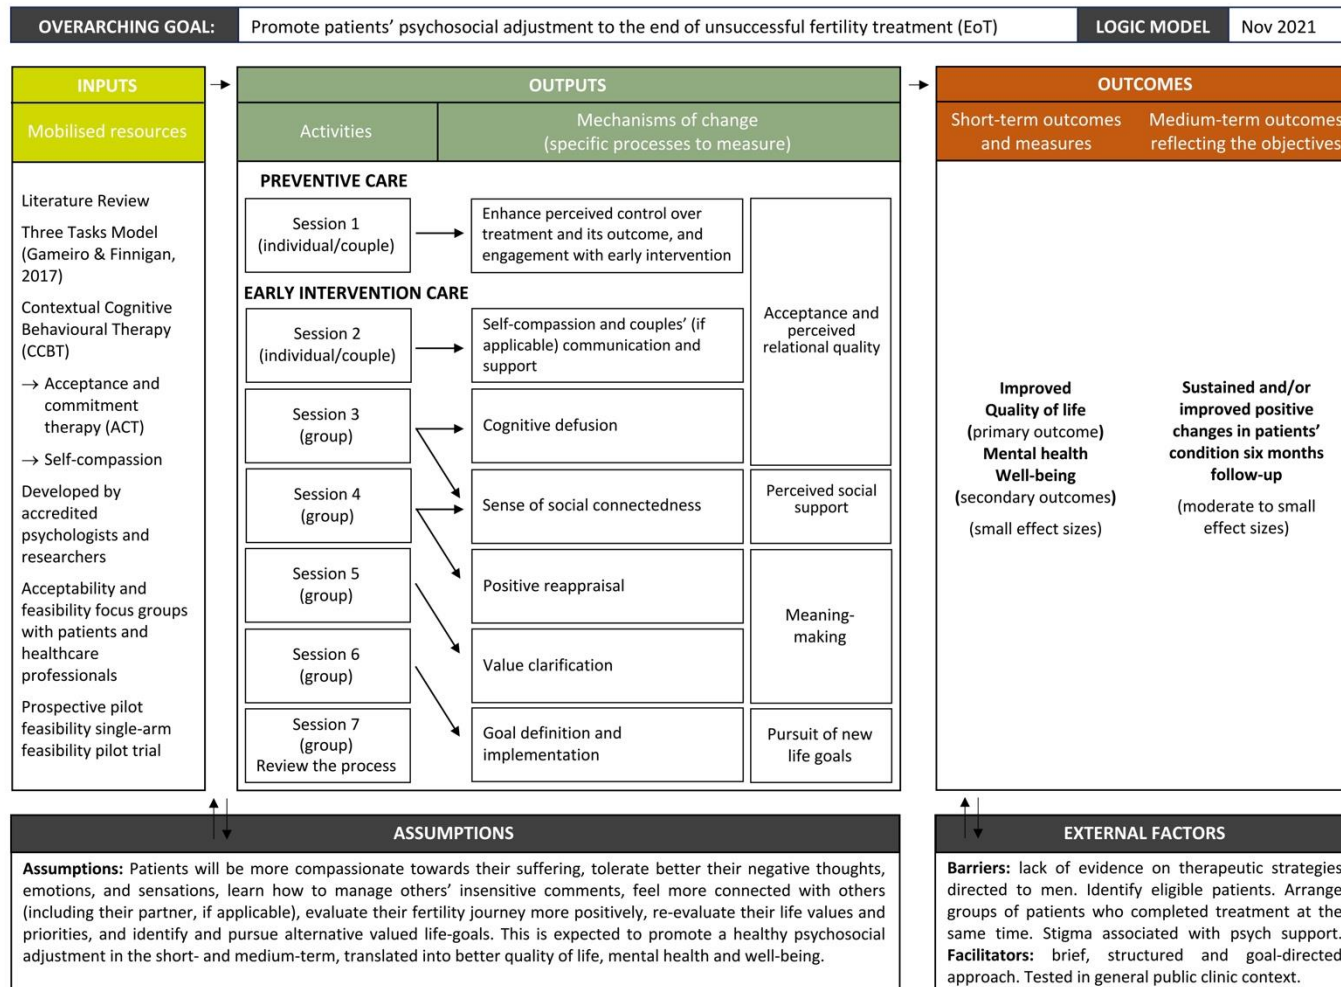 OVERARCHING GOAL:
Promote patients’ psychosocial adjustment to the end of unsuccessful fertility treatment (EoT)
LOGIC MODEL
Nov 2021
INPUTS
Mobilised resources
Literature Review
Three Tasks Model
(Gameiro & Finnigan,
2017)
Contextual Cognitive
Behavioural Therapy
(CCBT)
→ Acceptance and
commitment
therapy (ACT)
→ Self-compassion
Developed by
accredited
psychologists and
researchers
Acceptability and
feasibility focus groups
with patients and
healthcare
professionals
Prospective pilot
feasibility single-arm
feasibility pilot trial
OUTPUTS
Activities
Mechanisms of change
(specific processes to measure)
PREVENTIVE CARE
Session 1
(individual/couple)
Enhance perceived control over
treatment and its outcome, and
engagement with early intervention
EARLY INTERVENTION CARE
Session 2
(individual/couple)
Self-compassion and couples’ (if
applicable) communication and
support
Acceptance and
perceived
relational quality
Session 3
(group)
Cognitive defusion
Session 4
(group)
Sense of social connectedness
Perceived social
support
Session 5
(group)
Positive reappraisal
Meaning-
making
Session 6
(group)
Value clarification
Session 7
(group)
Review the process
Goal definition and
implementation
Pursuit of new
life goals
OUTCOMES
Short-term outcomes
and measures
Medium-term outcomes
reflecting the objectives
Improved
Quality of life
(primary outcome)
Mental health
Well-being
(secondary outcomes)
(small effect sizes)
Sustained and/or
improved positive
changes in patients’
condition six months
follow-up
(moderate to small
effect sizes)
ASSUMPTIONS
Assumptions: Patients will be more compassionate towards their suffering, tolerate better their negative thoughts,
emotions, and sensations, learn how to manage others’ insensitive comments, feel more connected with others
(including their partner, if applicable), evaluate their fertility journey more positively, re-evaluate their life values and
priorities, and identify and pursue alternative valued life-goals. This is expected to promote a healthy psychosocial
adjustment in the short- and medium-term, translated into better quality of life, mental health and well-being.
EXTERNAL FACTORS
Barriers: lack of evidence on therapeutic strategies
directed to men. Identify eligible patients. Arrange
groups of patients who completed treatment at the
same time. Stigma associated with psych support.
Facilitators: brief, structured and goal-directed
approach. Tested in general public clinic context.